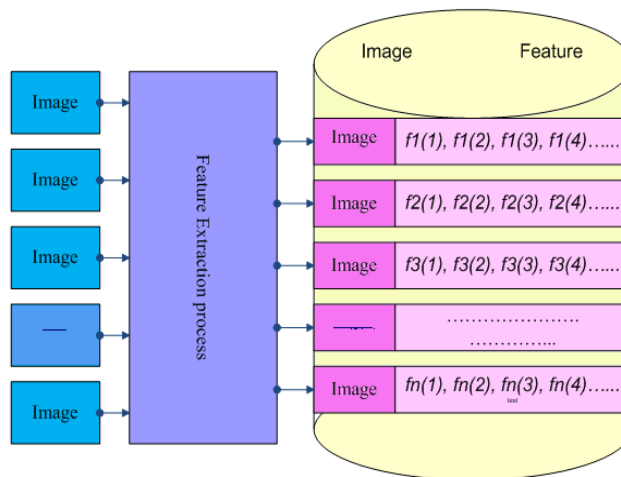 Image Feature
Image
Image
Image
Image
Feature Extraction process
Image f1(1), f1(2), f1(3), f1(4)…...
Image f2(1), f2(2), f2(3), f2(4)…...
Image f3(1), f3(2), f3(3), f3(4)…...
…………………
…………...
Image fn(1), fn(2), fn(3), fn(4)…...
text